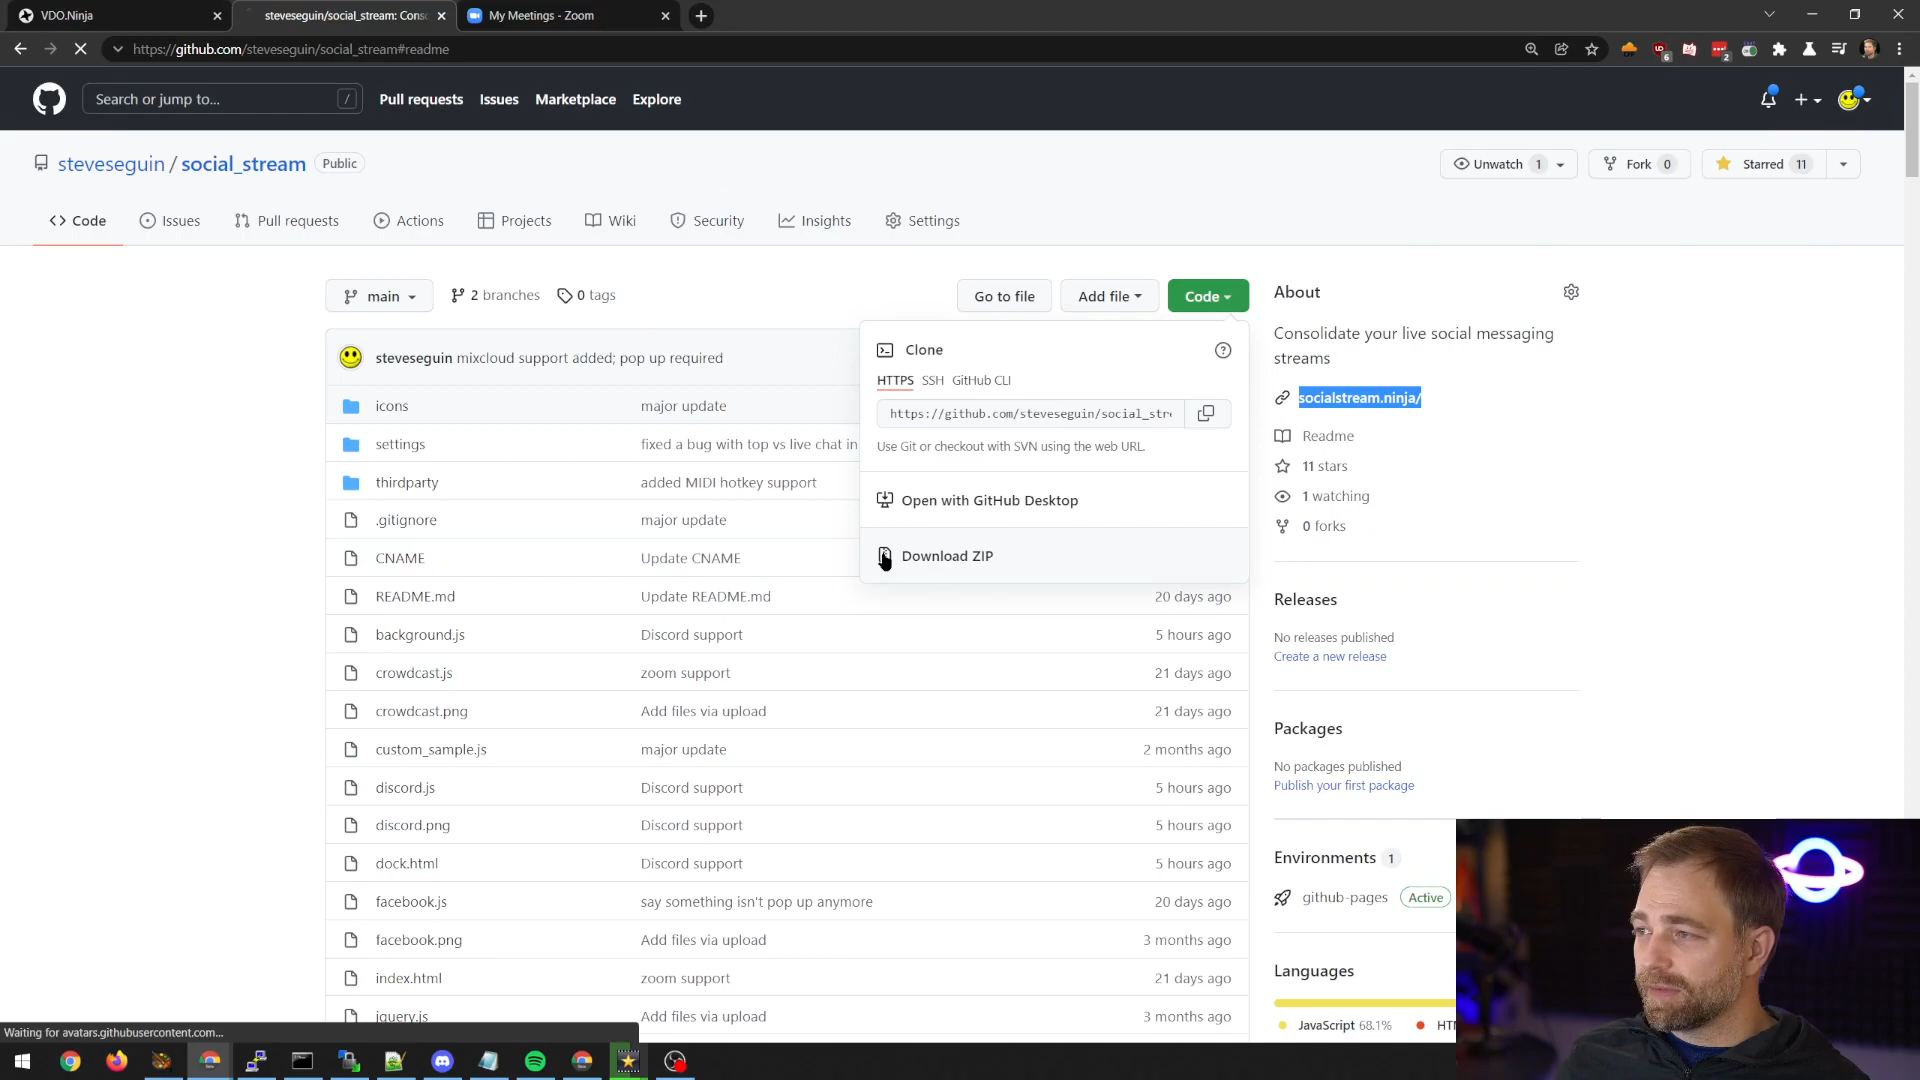 VDO.Ninja
steveseguin/social_stream: Conso
My Meetings - Zoom
https://github.com/steveseguin/social_stream#readme
6
2
Search or jump to...
/
Pull requests
Issues
Marketplace
Explore
steveseguin / social_stream
Public
Unwatch 1
Fork 0
Starred 11
Code
Issues
Pull requests
Actions
Projects
Wiki
Security
Insights
Settings
main
2 branches
0 tags
Go to file
Add file
Code
About
Consolidate your live social messaging
streams
socialstream.ninja/
Readme
11 stars
1 watching
0 forks
Clone
HTTPS SSH GitHub CLI
https://github.com/steveseguin/social_stre
Use Git or checkout with SVN using the web URL.
Open with GitHub Desktop
Download ZIP
steveseguin mixcloud support added; pop up required
icons major update
settings fixed a bug with top vs live chat in
thirdparty added MIDI hotkey support
.gitignore major update
CNAME Update CNAME
README.md Update README.md 20 days ago
background.js Discord support 5 hours ago
crowdcast.js zoom support 21 days ago
crowdcast.png Add files via upload 21 days ago
custom_sample.js major update 2 months ago
discord.js Discord support 5 hours ago
discord.png Discord support 5 hours ago
dock.html Discord support 5 hours ago
facebook.js say something isn't pop up anymore 20 days ago
facebook.png Add files via upload 3 months ago
index.html zoom support 21 days ago
jquery.js Add files via upload 3 months ago
Releases
No releases published
Create a new release
Packages
No packages published
Publish your first package
Environments 1
github-pages Active
Languages
JavaScript 68.1% HTM
Waiting for avatars.githubusercontent.com...